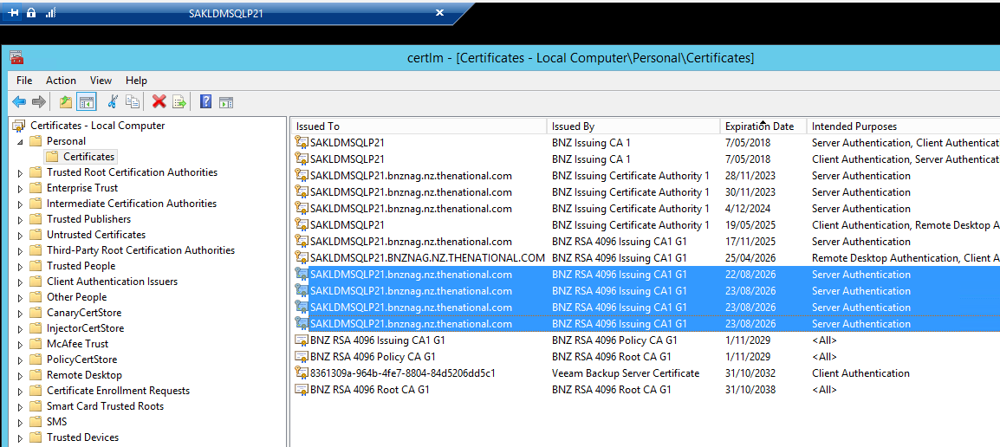 SAKLDMSQLP21
certlm - [Certificates - Local Computer\Personal\Certificates]
File Action View Help
Certificates - Local Computer
Personal
Certificates
Trusted Root Certification Authorities
Enterprise Trust
Intermediate Certification Authorities
Trusted Publishers
Untrusted Certificates
Third-Party Root Certification Authorities
Trusted People
Client Authentication Issuers
Other People
CanaryCertStore
InjectorCertStore
McAfee Trust
PolicyCertStore
Remote Desktop
Certificate Enrollment Requests
Smart Card Trusted Roots
SMS
Trusted Devices
Issued To Issued By Expiration Date Intended Purposes
SAKLDMSQLP21 BNZ Issuing CA 1 7/05/2018 Server Authentication, Client Authenticat
SAKLDMSQLP21 BNZ Issuing CA 1 7/05/2018 Client Authentication, Server Authenticat
SAKLDMSQLP21.bnznag.nz.thenational.com BNZ Issuing Certificate Authority 1 28/11/2023 Server Authentication
SAKLDMSQLP21.bnznag.nz.thenational.com BNZ Issuing Certificate Authority 1 30/11/2023 Server Authentication
SAKLDMSQLP21.bnznag.nz.thenational.com BNZ Issuing Certificate Authority 1 4/12/2024 Server Authentication
SAKLDMSQLP21 BNZ Issuing Certificate Authority 1 19/05/2025 Client Authentication, Remote Desktop A
SAKLDMSQLP21.bnznag.nz.thenational.com BNZ RSA 4096 Issuing CA1 G1 17/11/2025 Server Authentication
SAKLDMSQLP21.BNZNAG.NZ.THENATIONAL.COM BNZ RSA 4096 Issuing CA1 G1 25/04/2026 Remote Desktop Authentication, Client A
SAKLDMSQLP21.bnznag.nz.thenational.com BNZ RSA 4096 Issuing CA1 G1 22/08/2026 Server Authentication
SAKLDMSQLP21.bnznag.nz.thenational.com BNZ RSA 4096 Issuing CA1 G1 23/08/2026 Server Authentication
SAKLDMSQLP21.bnznag.nz.thenational.com BNZ RSA 4096 Issuing CA1 G1 23/08/2026 Server Authentication
SAKLDMSQLP21.bnznag.nz.thenational.com BNZ RSA 4096 Issuing CA1 G1 23/08/2026 Server Authentication
BNZ RSA 4096 Issuing CA1 G1 BNZ RSA 4096 Policy CA G1 1/11/2029 <All>
BNZ RSA 4096 Policy CA G1 BNZ RSA 4096 Root CA G1 1/11/2029 <All>
8361309a-964b-4fe7-8804-84d5206dd5c1 Veeam Backup Server Certificate 31/10/2032 Client Authentication
BNZ RSA 4096 Root CA G1 BNZ RSA 4096 Root CA G1 31/10/2038 <All>